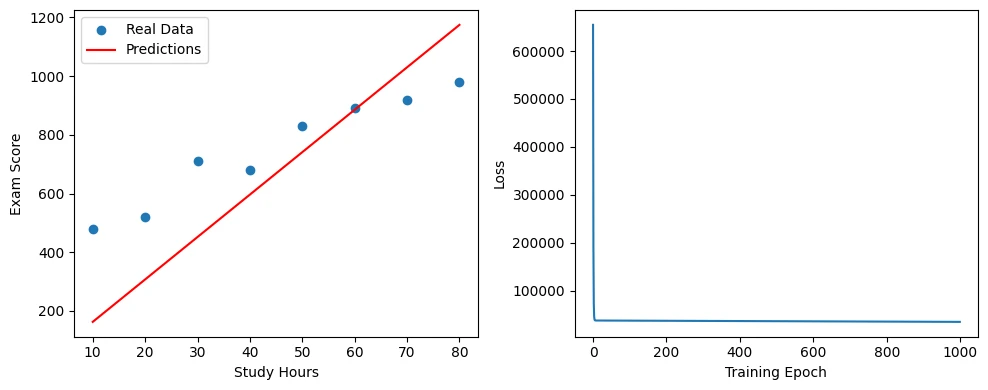 1200
1000
800
600
400
200
Exam Score
Real Data
Predictions
10 20 30 40 50 60 70 80
Study Hours
600000
500000
400000
300000
200000
100000
Loss
0 200 400 600 800 1000
Training Epoch